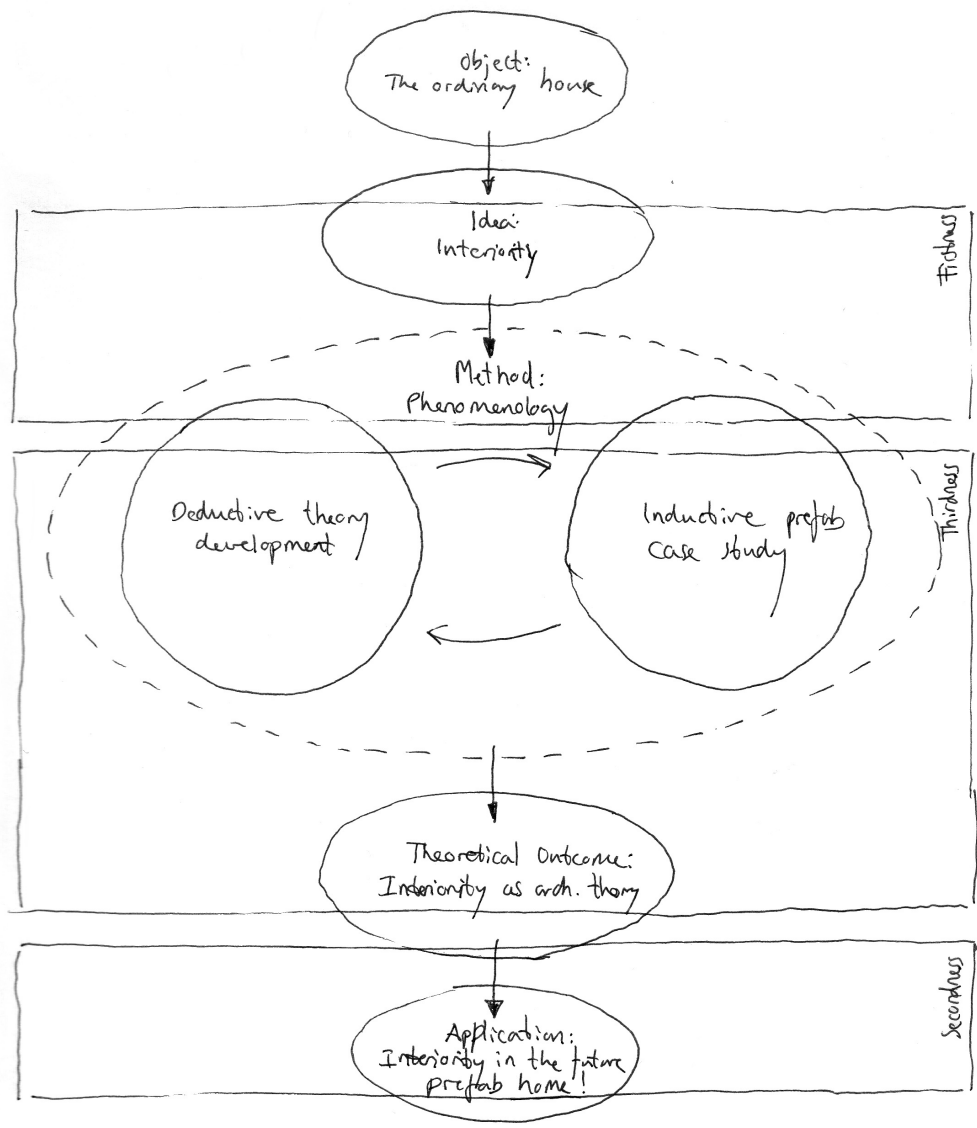 Object:
The ordinary house
Idea:
Interiority
Firstness
Method:
Phenomenology
Thirdness
Deductive theory
development
Inductive prefab
case study
Theoretical Outcome:
Interiority as arch. theory
Secondness
Application:
Interiority in the future
prefab home!